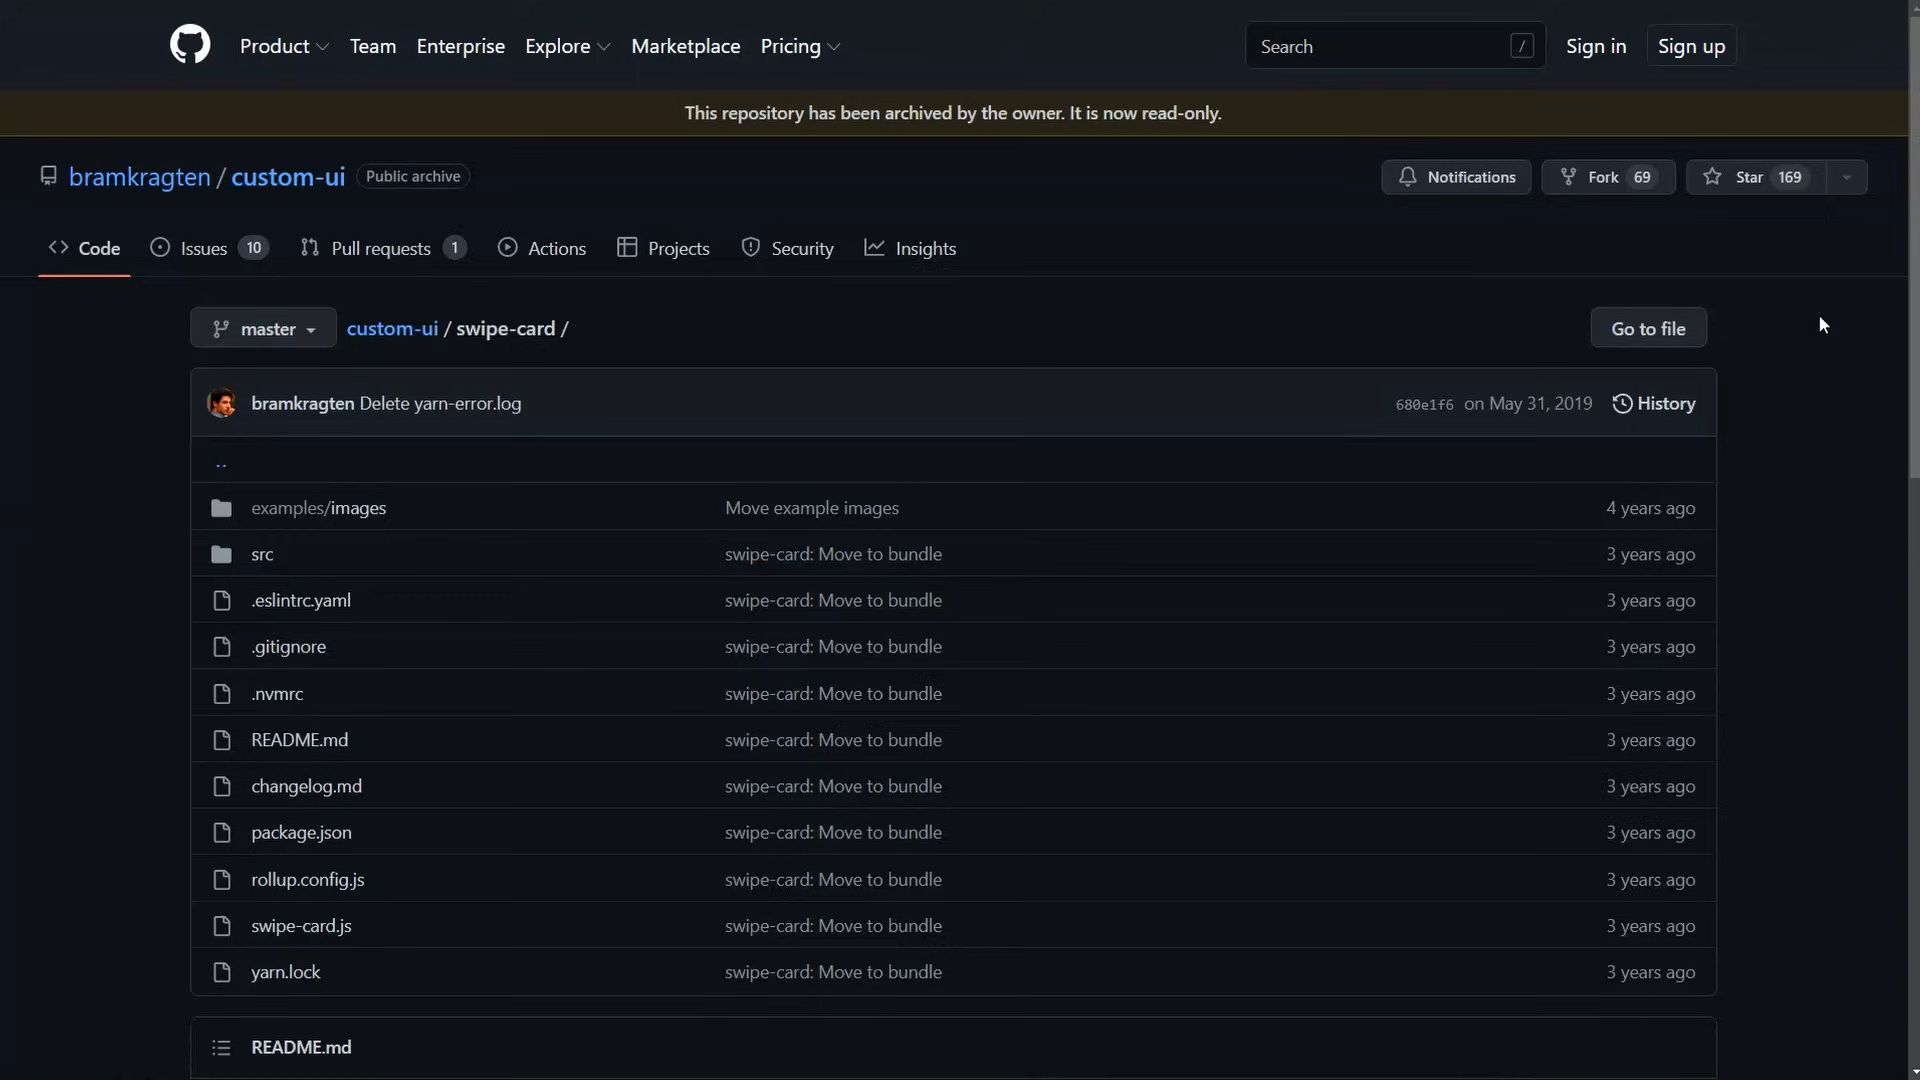 Product Team Enterprise Explore Marketplace Pricing Search / Sign in Sign up
This repository has been archived by the owner. It is now read-only.
bramkragten / custom-ui Public archive Notifications Fork 69 Star 169
Code Issues 10 Pull requests 1 Actions Projects Security Insights
master custom-ui / swipe-card / Go to file
bramkragten Delete yarn-error.log 680e1f6 on May 31, 2019 History
..
examples/images Move example images 4 years ago
src swipe-card: Move to bundle 3 years ago
.eslintrc.yaml swipe-card: Move to bundle 3 years ago
.gitignore swipe-card: Move to bundle 3 years ago
.nvmrc swipe-card: Move to bundle 3 years ago
README.md swipe-card: Move to bundle 3 years ago
changelog.md swipe-card: Move to bundle 3 years ago
package.json swipe-card: Move to bundle 3 years ago
rollup.config.js swipe-card: Move to bundle 3 years ago
swipe-card.js swipe-card: Move to bundle 3 years ago
yarn.lock swipe-card: Move to bundle 3 years ago
README.md